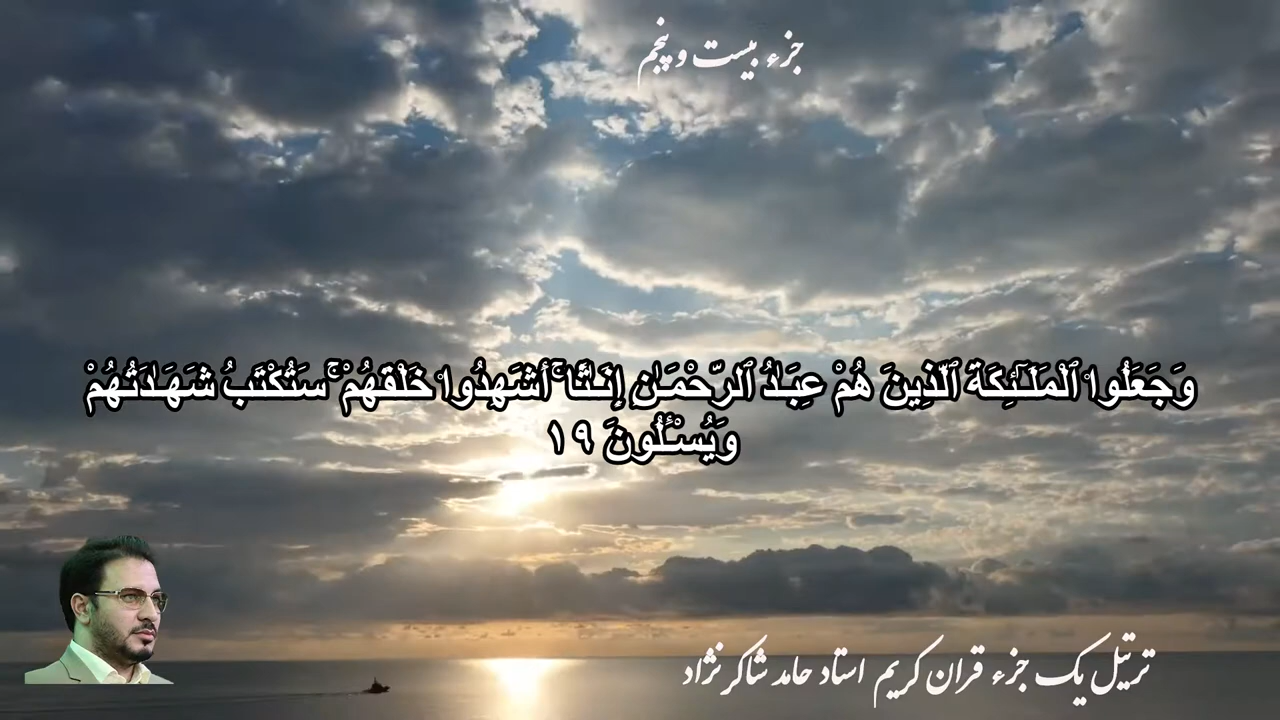 جزء بیست و پنجم
وَجَعَلُوا۟ ٱلْمَلَـٰٓئِكَةَ ٱلَّذِينَ هُمْ عِبَـٰدُ ٱلرَّحْمَـٰنِ إِنَـٰثًا ۚ أَشَهِدُوا۟ خَلْقَهُمْ ۚ سَتُكْتَبُ شَهَـٰدَتُهُمْ
وَيُسْـَٔلُونَ ١٩
ترتیل یک جزء قران کریم استاد حامد شاکرنژاد